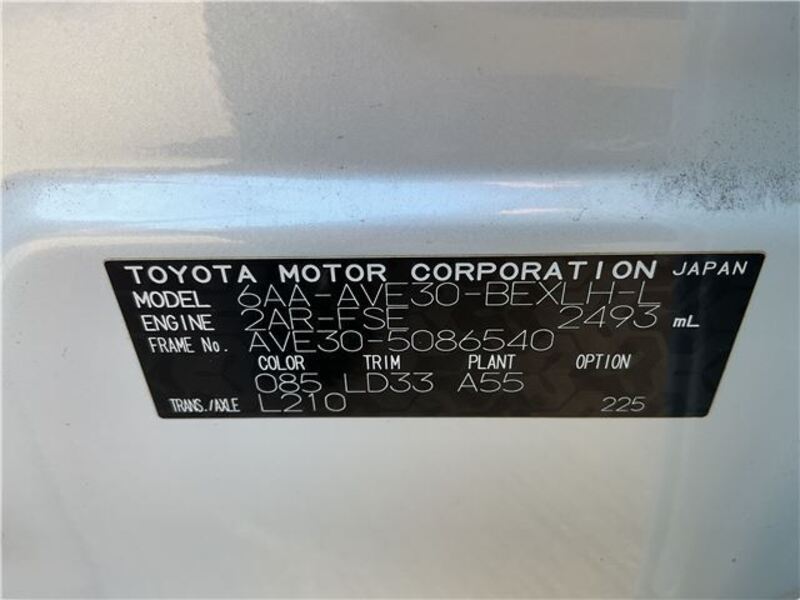 TOYOTA MOTOR CORPORATION JAPAN
MODEL 6AA-AVE30-BEXLH-L
ENGINE 2AR-FSE 2493 mL
FRAME No. AVE30-5086540
COLOR TRIM PLANT OPTION
085 LD33 A55
TRANS./AXLE L210 225